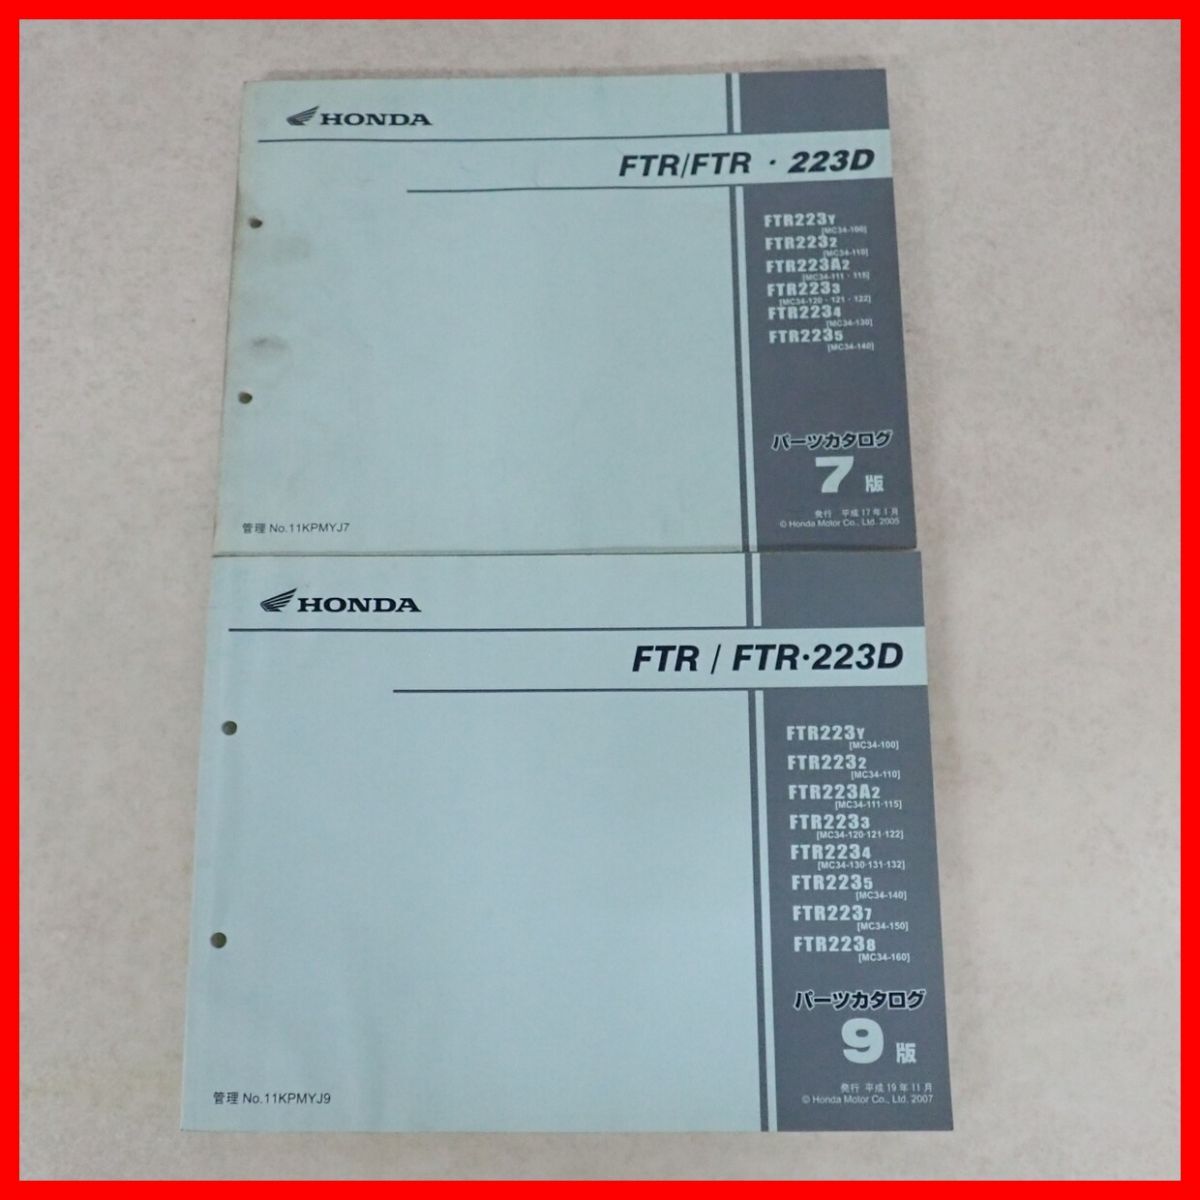 HONDA
FTR/FTR・223D
FTR223Y
[MC34-100]
FTR2232
[MC34-110]
FTR223A2
[MC34-111・115]
FTR2233
[MC34-120・121・122]
FTR2234
[MC34-130]
FTR2235
[MC34-140]
パーツカタログ
7版
管理 No.11KPMYJ7
発行 平成17年1月
© Honda Motor Co., Ltd. 2005
HONDA
FTR / FTR・223D
FTR223Y
[MC34-100]
FTR2232
[MC34-110]
FTR223A2
[MC34-111・115]
FTR2233
[MC34-120・121・122]
FTR2234
[MC34-130・131・132]
FTR2235
[MC34-140]
FTR2237
[MC34-150]
FTR2238
[MC34-160]
パーツカタログ
9版
管理 No.11KPMYJ9
発行 平成19年11月
© Honda Motor Co., Ltd. 2007